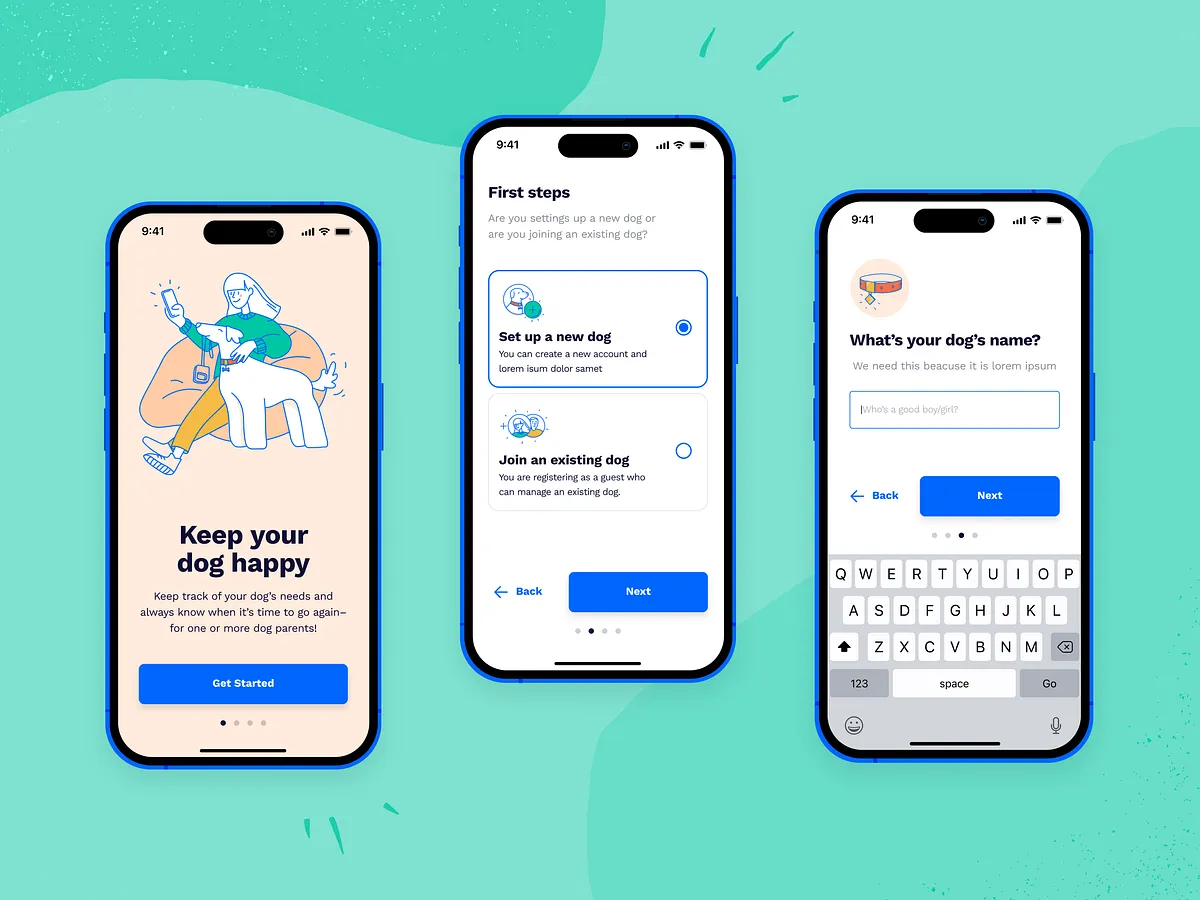 9:41
Keep your
dog happy
Keep track of your dog's needs and
always know when it's time to go again–
for one or more dog parents!
Get Started
9:41
First steps
Are you settings up a new dog or
are you joining an existing dog?
Set up a new dog
You can create a new account and
lorem isum dolor samet
Join an existing dog
You are registering as a guest who
can manage an existing dog.
Back
Next
9:41
What's your dog's name?
We need this beacuse it is lorem ipsum
Who's a good boy/girl?
Back
Next
Q W E R T Y U I O P
A S D F G H J K L
Z X C V B N M
123 space Go